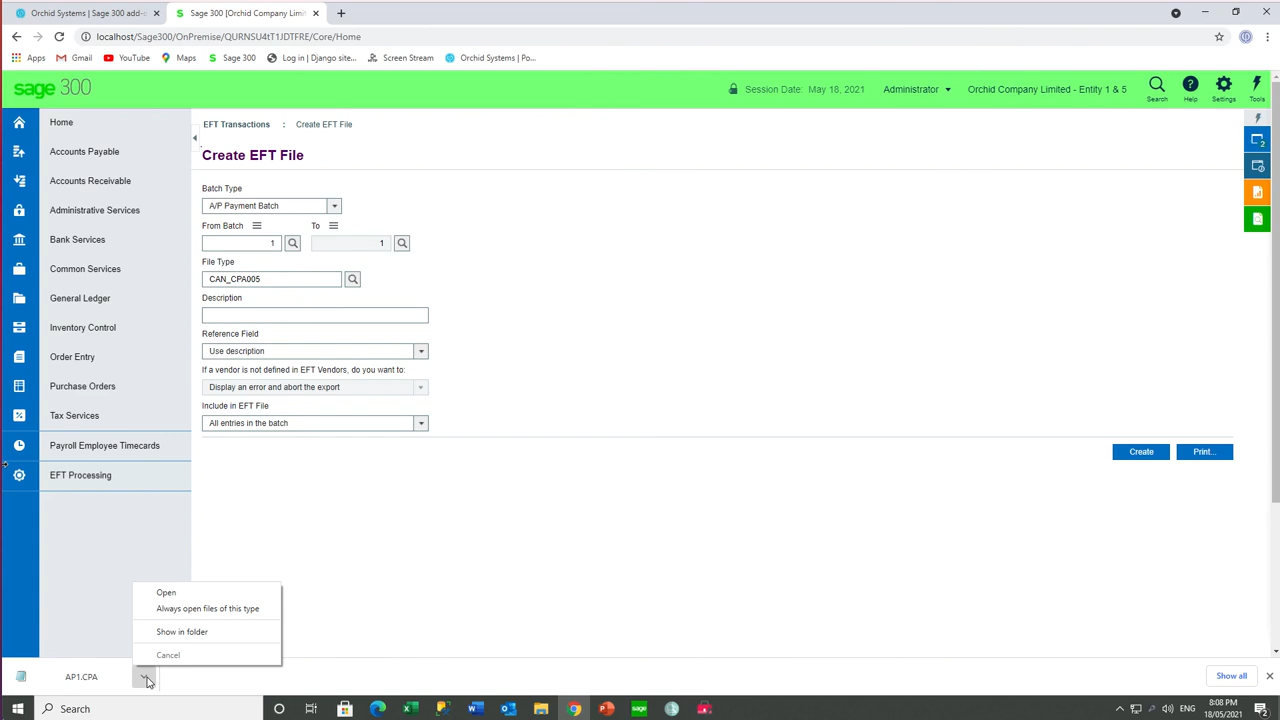 Orchid Systems | Sage 300 add-o
Sage 300 [Orchid Company Limit
localhost/Sage300/OnPremise/QURNSU4tT1JDTFRE/Core/Home
Apps
Gmail
YouTube
Maps
Sage 300
Log in | Django site...
Screen Stream
Orchid Systems | Po...
sage 300
Session Date: May 18, 2021
Administrator
Orchid Company Limited - Entity 1 & 5
Search
Help
Settings
Tools
Home
Accounts Payable
Accounts Receivable
Administrative Services
Bank Services
Common Services
General Ledger
Inventory Control
Order Entry
Purchase Orders
Tax Services
Payroll Employee Timecards
EFT Processing
EFT Transactions : Create EFT File
Create EFT File
Batch Type
A/P Payment Batch
From Batch To
1 1
File Type
CAN_CPA005
Description
Reference Field
Use description
If a vendor is not defined in EFT Vendors, do you want to:
Display an error and abort the export
Include in EFT File
All entries in the batch
Create Print...
2
Open
Always open files of this type
Show in folder
Cancel
AP1.CPA
Show all
Search
ENG
8:08 PM
18/05/2021
2